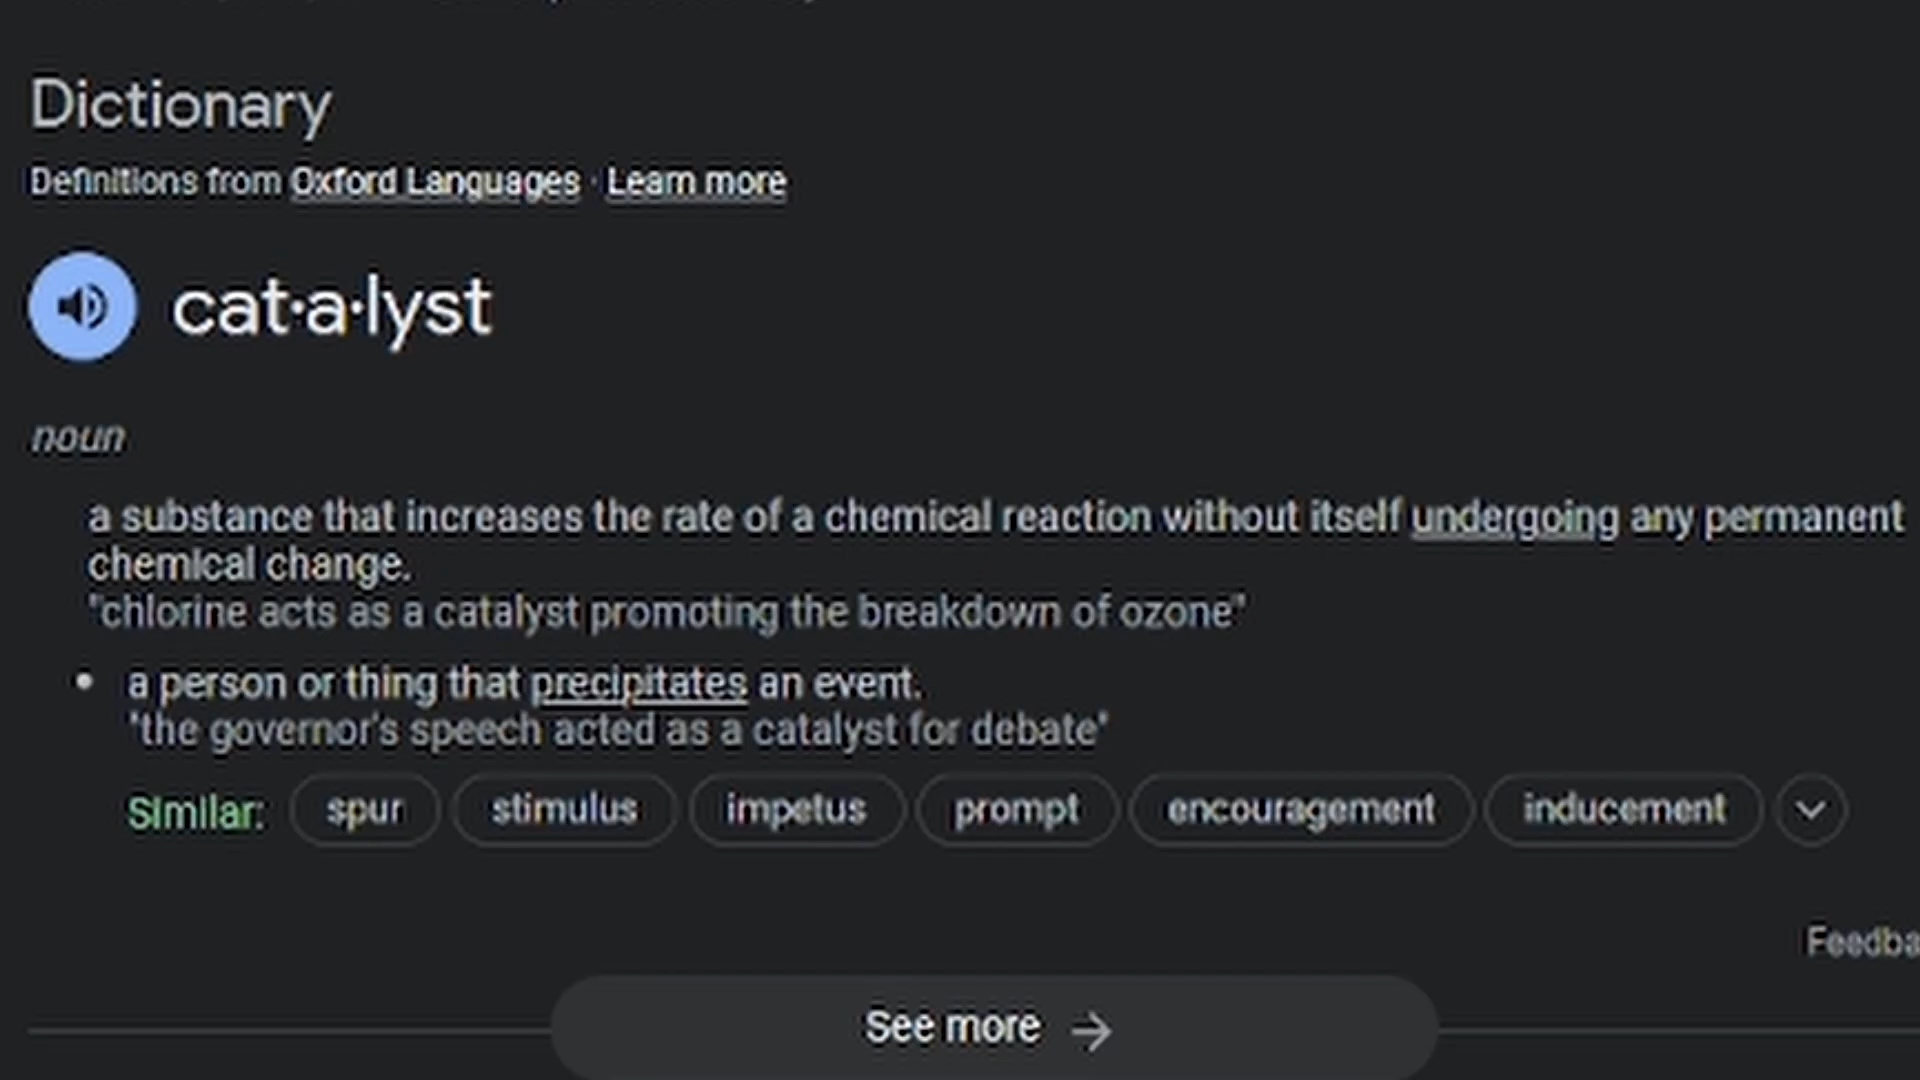 Dictionary
Definitions from Oxford Languages · Learn more
cat·a·lyst
noun
a substance that increases the rate of a chemical reaction without itself undergoing any permanent
chemical change.
"chlorine acts as a catalyst promoting the breakdown of ozone"
• a person or thing that precipitates an event.
"the governor's speech acted as a catalyst for debate"
Similar: spur stimulus impetus prompt encouragement inducement
Feedba
See more →